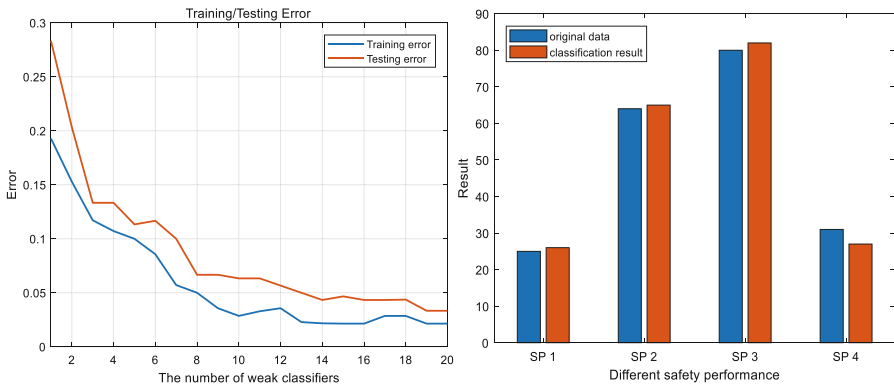 Training/Testing Error
0.3
0.25
0.2
0.15
0.1
0.05
0
Error
Training error
Testing error
2 4 6 8 10 12 14 16 18 20
The number of weak classifiers
90
80
70
60
50
40
30
20
10
0
Result
original data
classification result
SP 1 SP 2 SP 3 SP 4
Different safety performance